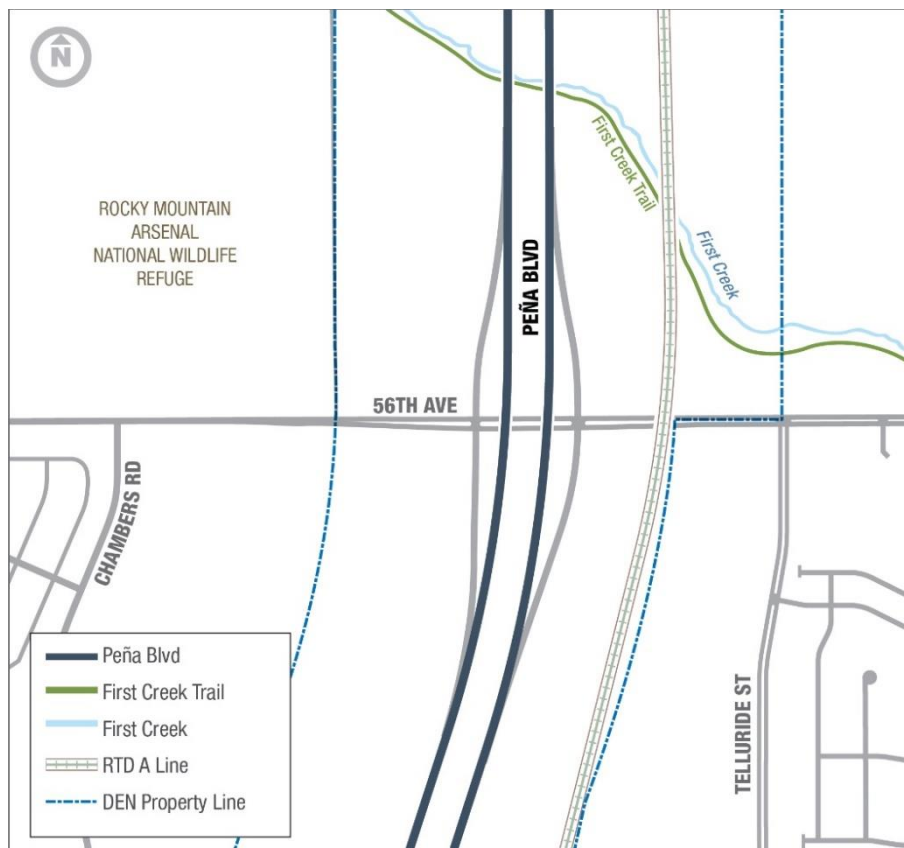 N
ROCKY MOUNTAIN
ARSENAL
NATIONAL WILDLIFE
REFUGE
First Creek Trail
First Creek
PEÑA BLVD
56TH AVE
CHAMBERS RD
TELLURIDE ST
Peña Blvd
First Creek Trail
First Creek
RTD A Line
DEN Property Line